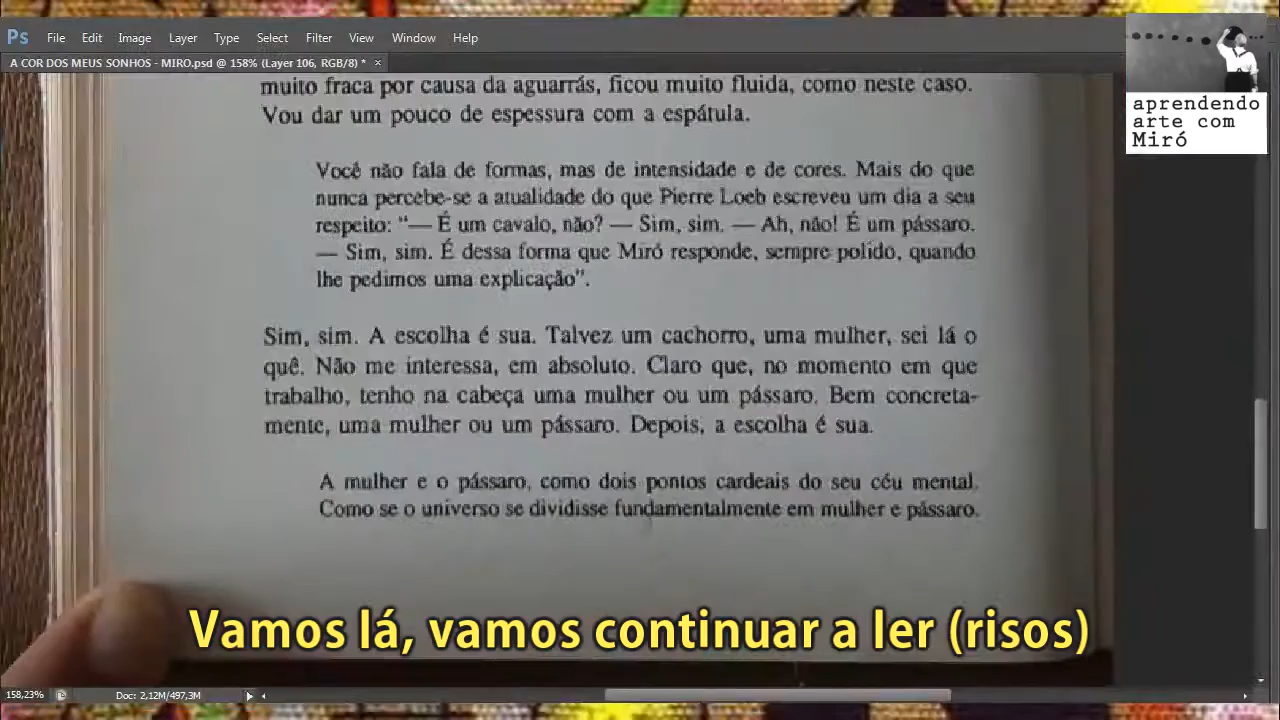 Ps File Edit Image Layer Type Select Filter View Window Help
A COR DOS MEUS SONHOS - MIRO.psd @ 158% (Layer 106, RGB/8) * ×
aprendendo
arte com
Miró
muito fraca por causa da aguarrás, ficou muito fluida, como neste caso.
Vou dar um pouco de espessura com a espátula.
Você não fala de formas, mas de intensidade e de cores. Mais do que
nunca percebe-se a atualidade do que Pierre Loeb escreveu um dia a seu
respeito: “— É um cavalo, não? — Sim, sim. — Ah, não! É um pássaro.
— Sim, sim. É dessa forma que Miró responde, sempre polido, quando
lhe pedimos uma explicação”.
Sim, sim. A escolha é sua. Talvez um cachorro, uma mulher, sei lá o
quê. Não me interessa, em absoluto. Claro que, no momento em que
trabalho, tenho na cabeça uma mulher ou um pássaro. Bem concreta-
mente, uma mulher ou um pássaro. Depois, a escolha é sua.
A mulher e o pássaro, como dois pontos cardeais do seu céu mental.
Como se o universo se dividisse fundamentalmente em mulher e pássaro.
Vamos lá, vamos continuar a ler (risos)
158,23% Doc: 2,12M/497,3M